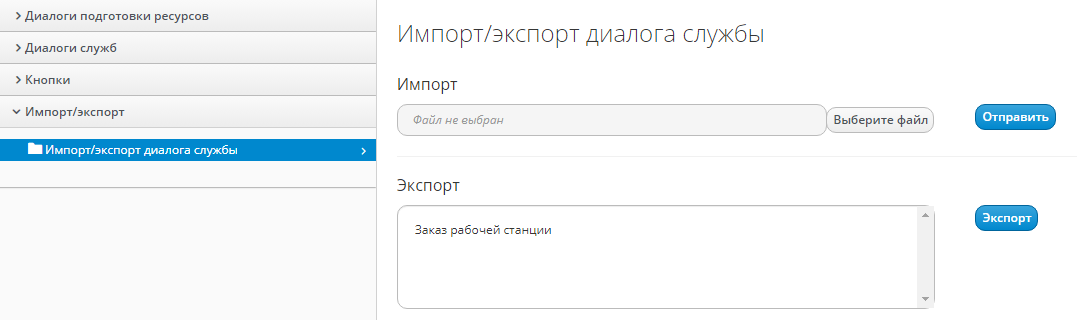 Диалоги подготовки ресурсов
Диалоги служб
Кнопки
Импорт/экспорт
Импорт/экспорт диалога службы
Импорт/экспорт диалога службы
Импорт
Файл не выбран
Выберите файл
Отправить
Экспорт
Заказ рабочей станции
Экспорт